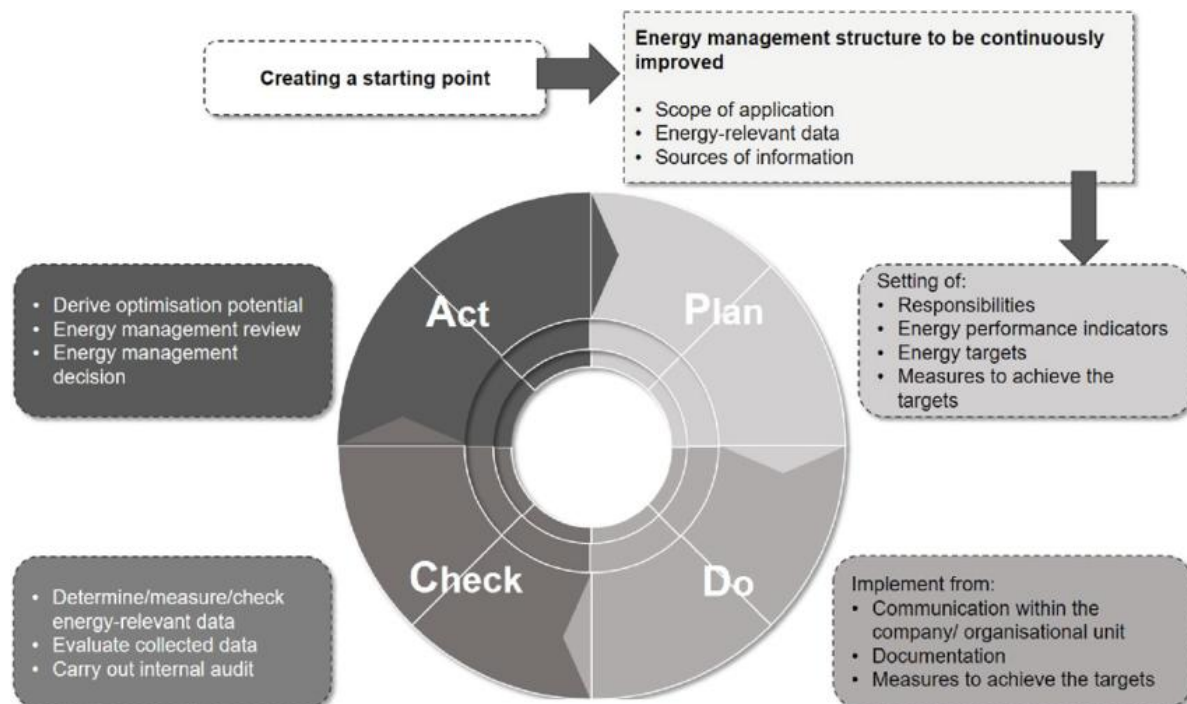 Creating a starting point
Energy management structure to be continuously
improved
• Scope of application
• Energy-relevant data
• Sources of information
Act
Plan
• Derive optimisation potential
• Energy management review
• Energy management
decision
Setting of:
• Responsibilities
• Energy performance indicators
• Energy targets
• Measures to achieve the
targets
Check
Do
• Determine/measure/check
energy-relevant data
• Evaluate collected data
• Carry out internal audit
Implement from:
• Communication within the
company/ organisational unit
• Documentation
• Measures to achieve the targets